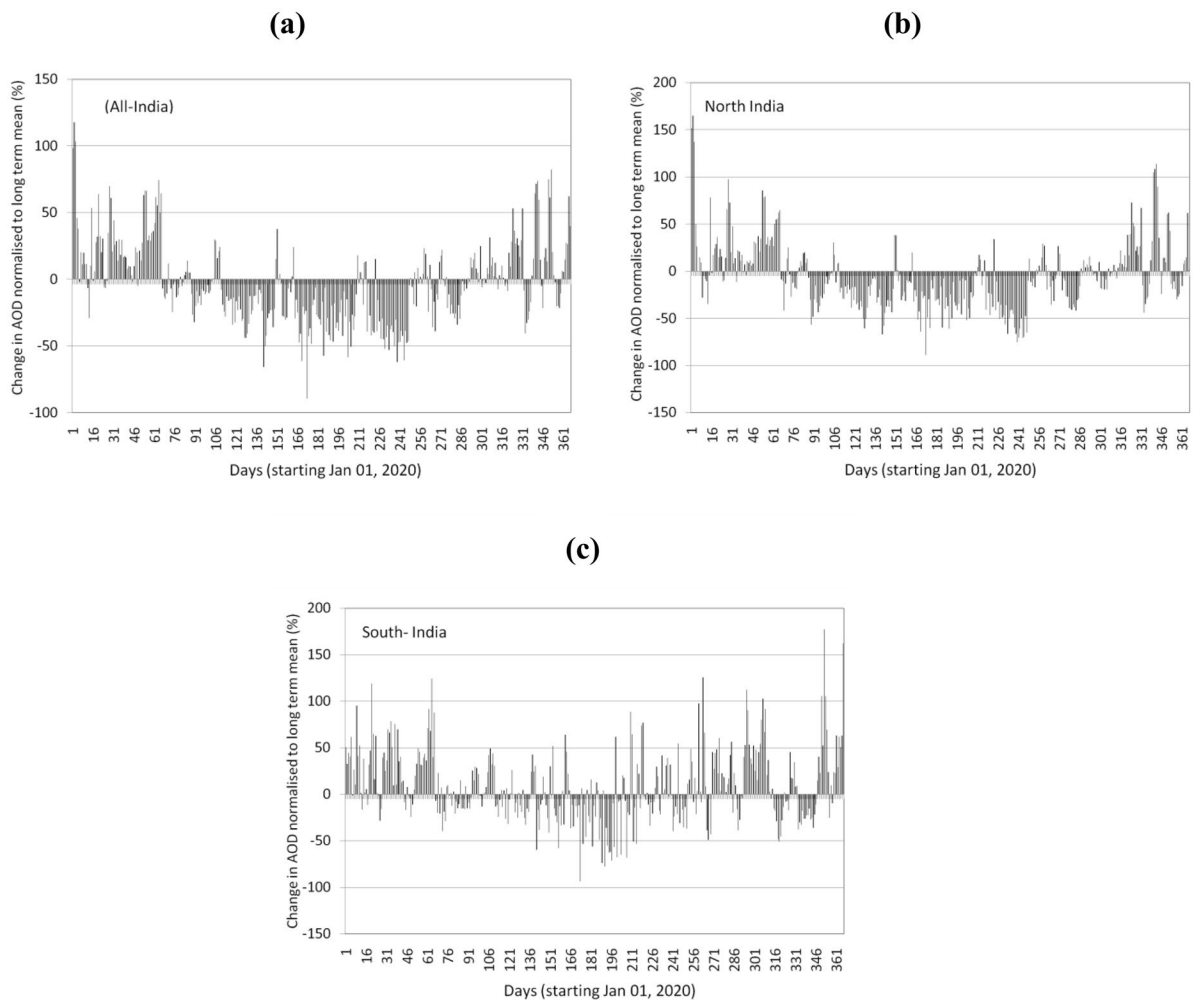 (a)
Change in AOD normalised to long term mean (%)
150
100
50
0
-50
-100
(All-India)
1 16 31 46 61 76 91 106 121 136 151 166 181 196 211 226 241 256 271 286 301 316 331 346 361
Days (starting Jan 01, 2020)
(b)
Change in AOD normalised to long term mean (%)
200
150
100
50
0
-50
-100
-150
North India
1 16 31 46 61 76 91 106 121 136 151 166 181 196 211 226 241 256 271 286 301 316 331 346 361
Days (starting Jan 01, 2020)
(c)
Change in AOD normalised to long term mean (%)
200
150
100
50
0
-50
-100
-150
South- India
1 16 31 46 61 76 91 106 121 136 151 166 181 196 211 226 241 256 271 286 301 316 331 346 361
Days (starting Jan 01, 2020)